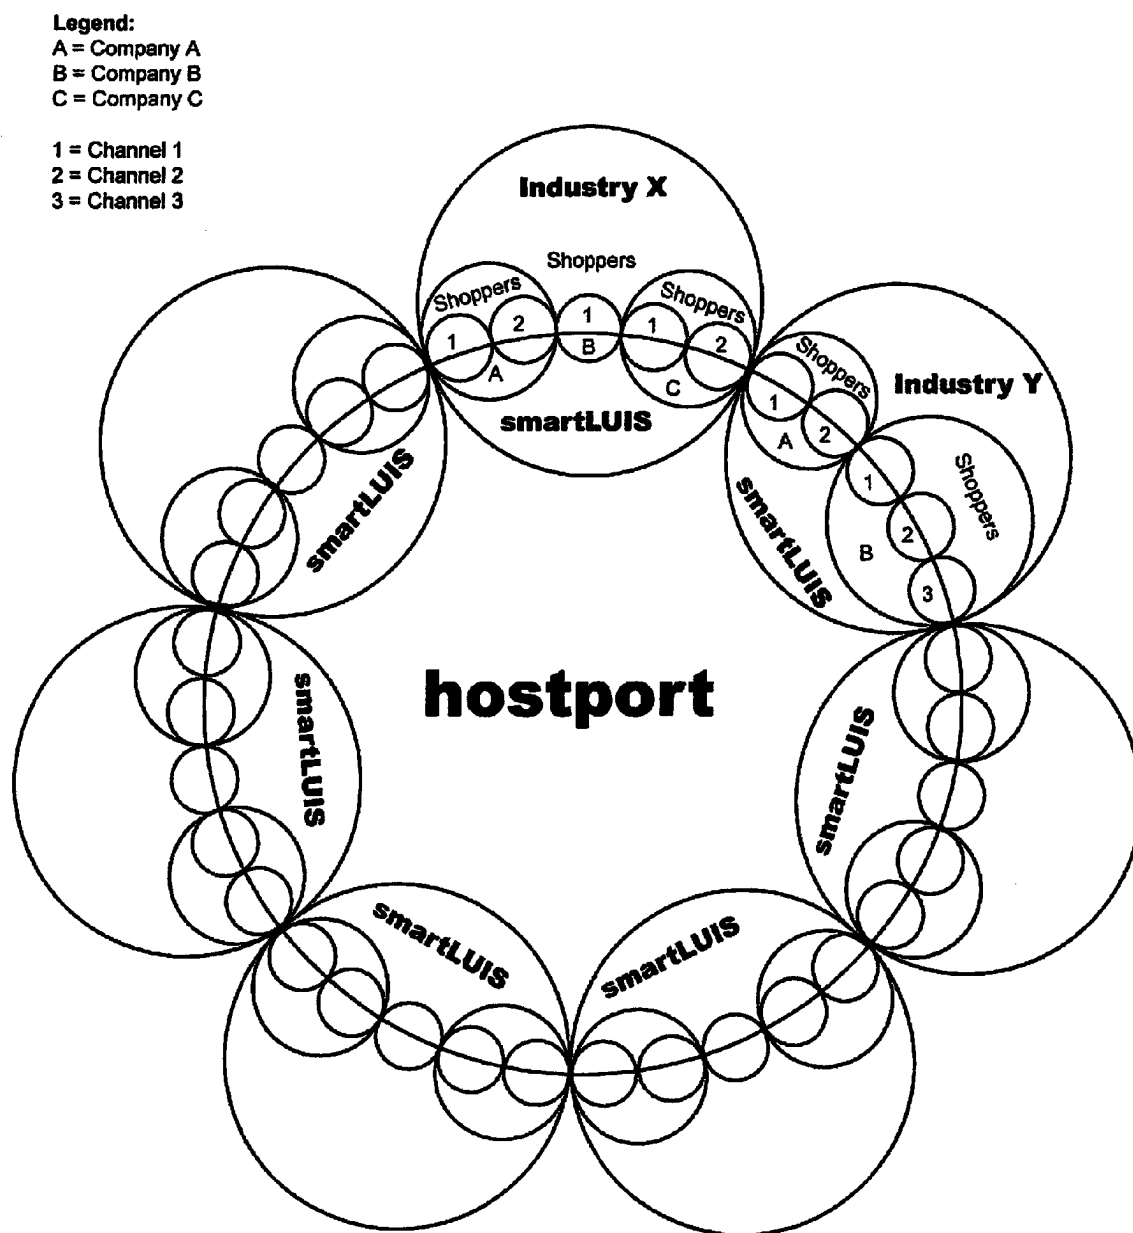 Legend:
A = Company A
B = Company B
C = Company C
1 = Channel 1
2 = Channel 2
3 = Channel 3
Industry X
Shoppers
Shoppers
1
2
A
1
B
Shoppers
1
2
C
smartLUIS
Industry Y
Shoppers
1
2
A
Shoppers
1
2
3
B
smartLUIS
smartLUIS
smartLUIS
hostport
smartLUIS
smartLUIS
smartLUIS